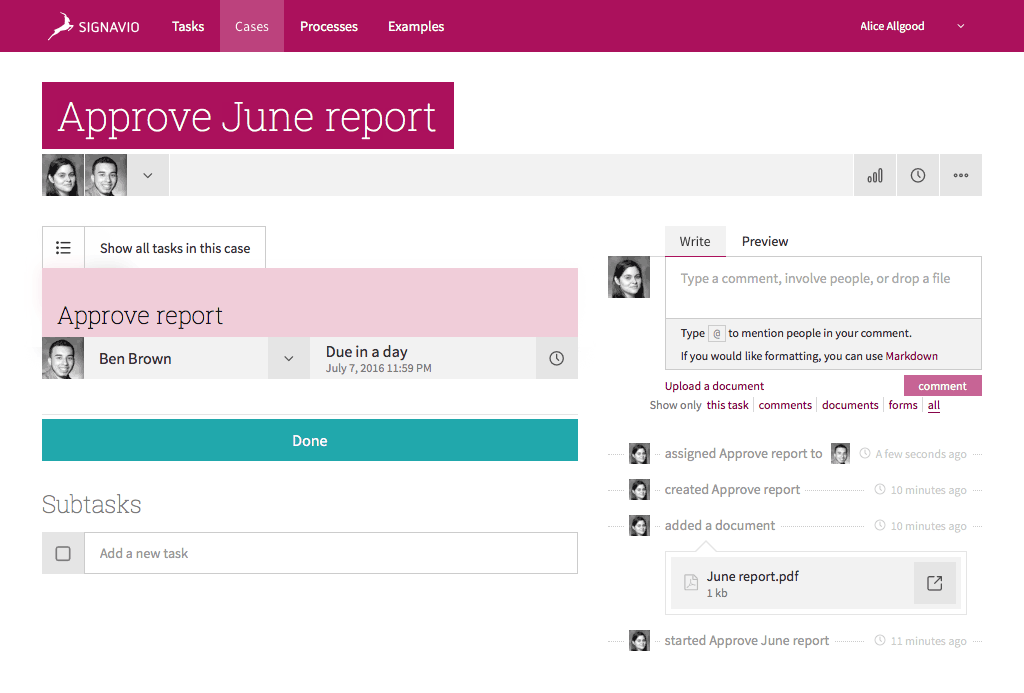 SIGNAVIO Tasks Cases Processes Examples Alice Allgood
Approve June report
Show all tasks in this case
Approve report
Ben Brown
Due in a day
July 7, 2016 11:59 PM
Done
Subtasks
Add a new task
Write Preview
Type a comment, involve people, or drop a file
Type @ to mention people in your comment.
If you would like formatting, you can use Markdown
Upload a document comment
Show only this task comments documents forms all
assigned Approve report to A few seconds ago
created Approve report 10 minutes ago
added a document 10 minutes ago
June report.pdf
1 kb
started Approve June report 11 minutes ago